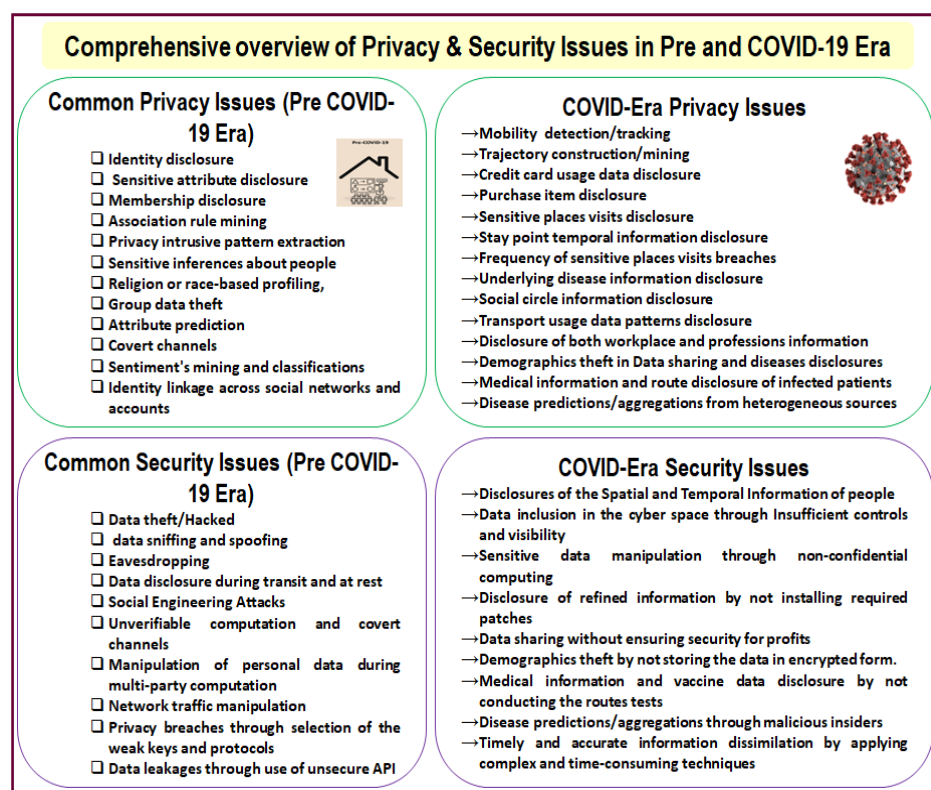 Comprehensive overview of Privacy & Security Issues in Pre and COVID-19 Era
Common Privacy Issues (Pre COVID-
19 Era)
Pre-COVID-19
❑ Identity disclosure
❑ Sensitive attribute disclosure
❑ Membership disclosure
❑ Association rule mining
❑ Privacy intrusive pattern extraction
❑ Sensitive inferences about people
❑ Religion or race-based profiling,
❑ Group data theft
❑ Attribute prediction
❑ Covert channels
❑ Sentiment's mining and classifications
❑ Identity linkage across social networks and
accounts
COVID-Era Privacy Issues
→Mobility detection/tracking
→Trajectory construction/mining
→Credit card usage data disclosure
→Purchase item disclosure
→Sensitive places visits disclosure
→Stay point temporal information disclosure
→Frequency of sensitive places visits breaches
→Underlying disease information disclosure
→Social circle information disclosure
→Transport usage data patterns disclosure
→Disclosure of both workplace and professions information
→Demographics theft in Data sharing and diseases disclosures
→Medical information and route disclosure of infected patients
→Disease predictions/aggregations from heterogeneous sources
Common Security Issues (Pre COVID-
19 Era)
❑ Data theft/Hacked
❑ data sniffing and spoofing
❑ Eavesdropping
❑ Data disclosure during transit and at rest
❑ Social Engineering Attacks
❑ Unverifiable computation and covert
channels
❑ Manipulation of personal data during
multi-party computation
❑ Network traffic manipulation
❑ Privacy breaches through selection of the
weak keys and protocols
❑ Data leakages through use of unsecure API
COVID-Era Security Issues
→Disclosures of the Spatial and Temporal Information of people
→Data inclusion in the cyber space through Insufficient controls
and visibility
→Sensitive data manipulation through non-confidential
computing
→Disclosure of refined information by not installing required
patches
→Data sharing without ensuring security for profits
→Demographics theft by not storing the data in encrypted form.
→Medical information and vaccine data disclosure by not
conducting the routes tests
→Disease predictions/aggregations through malicious insiders
→Timely and accurate information dissimilation by applying
complex and time-consuming techniques